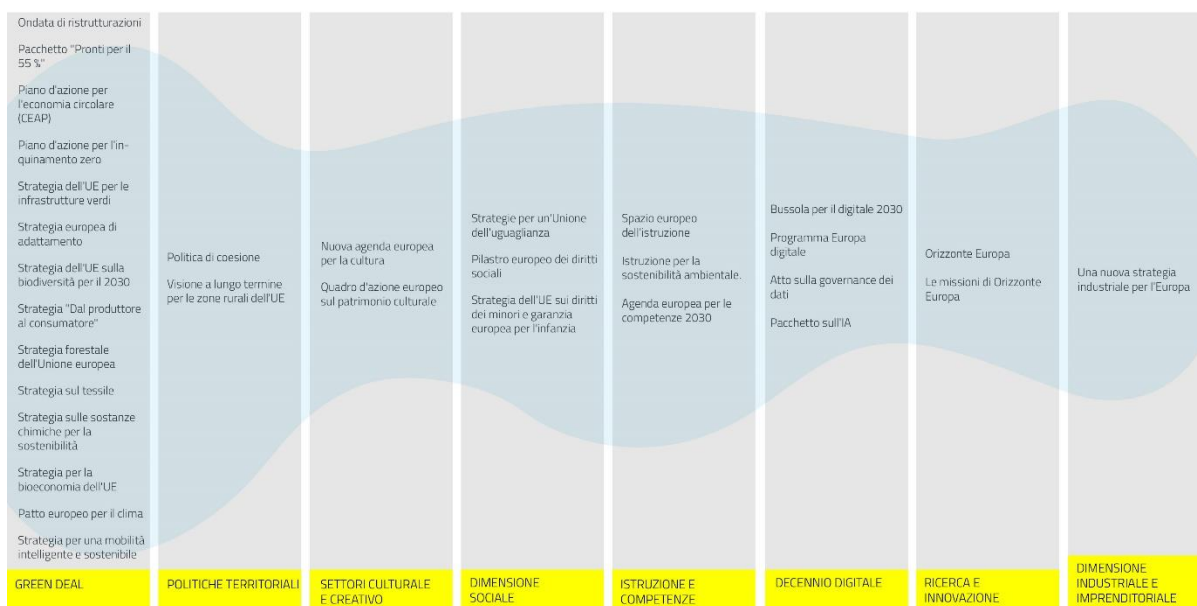 Ondata di ristrutturazioni
Pacchetto "Pronti per il
55 %"
Piano d'azione per
l'economia circolare
(CEAP)
Piano d'azione per l'in-
quinamento zero
Strategia dell'UE per le
infrastrutture verdi
Strategia europea di
adattamento
Strategia dell'UE sulla
biodiversità per il 2030
Strategia "Dal produttore
al consumatore"
Strategia forestale
dell'Unione europea
Strategia sul tessile
Strategia sulle sostanze
chimiche per la
sostenibilità
Strategia per la
bioeconomia dell'UE
Patto europeo per il clima
Strategia per una mobilità
intelligente e sostenibile
GREEN DEAL
Politica di coesione
Visione a lungo termine
per le zone rurali dell'UE
POLITICHE TERRITORIALI
Nuova agenda europea
per la cultura
Quadro d'azione europeo
sul patrimonio culturale
SETTORI CULTURALE
E CREATIVO
Strategie per un'Unione
dell'uguaglianza
Pilastro europeo dei diritti
sociali
Strategia dell'UE sui diritti
dei minori e garanzia
europea per l'infanzia
DIMENSIONE
SOCIALE
Spazio europeo
dell'istruzione
Istruzione per la
sostenibilità ambientale.
Agenda europea per le
competenze 2030
ISTRUZIONE E
COMPETENZE
Bussola per il digitale 2030
Programma Europa
digitale
Atto sulla governance dei
dati
Pacchetto sull'IA
DECENNIO DIGITALE
Orizzonte Europa
Le missioni di Orizzonte
Europa
RICERCA E
INNOVAZIONE
Una nuova strategia
industriale per l'Europa
DIMENSIONE
INDUSTRIALE E
IMPRENDITORIALE